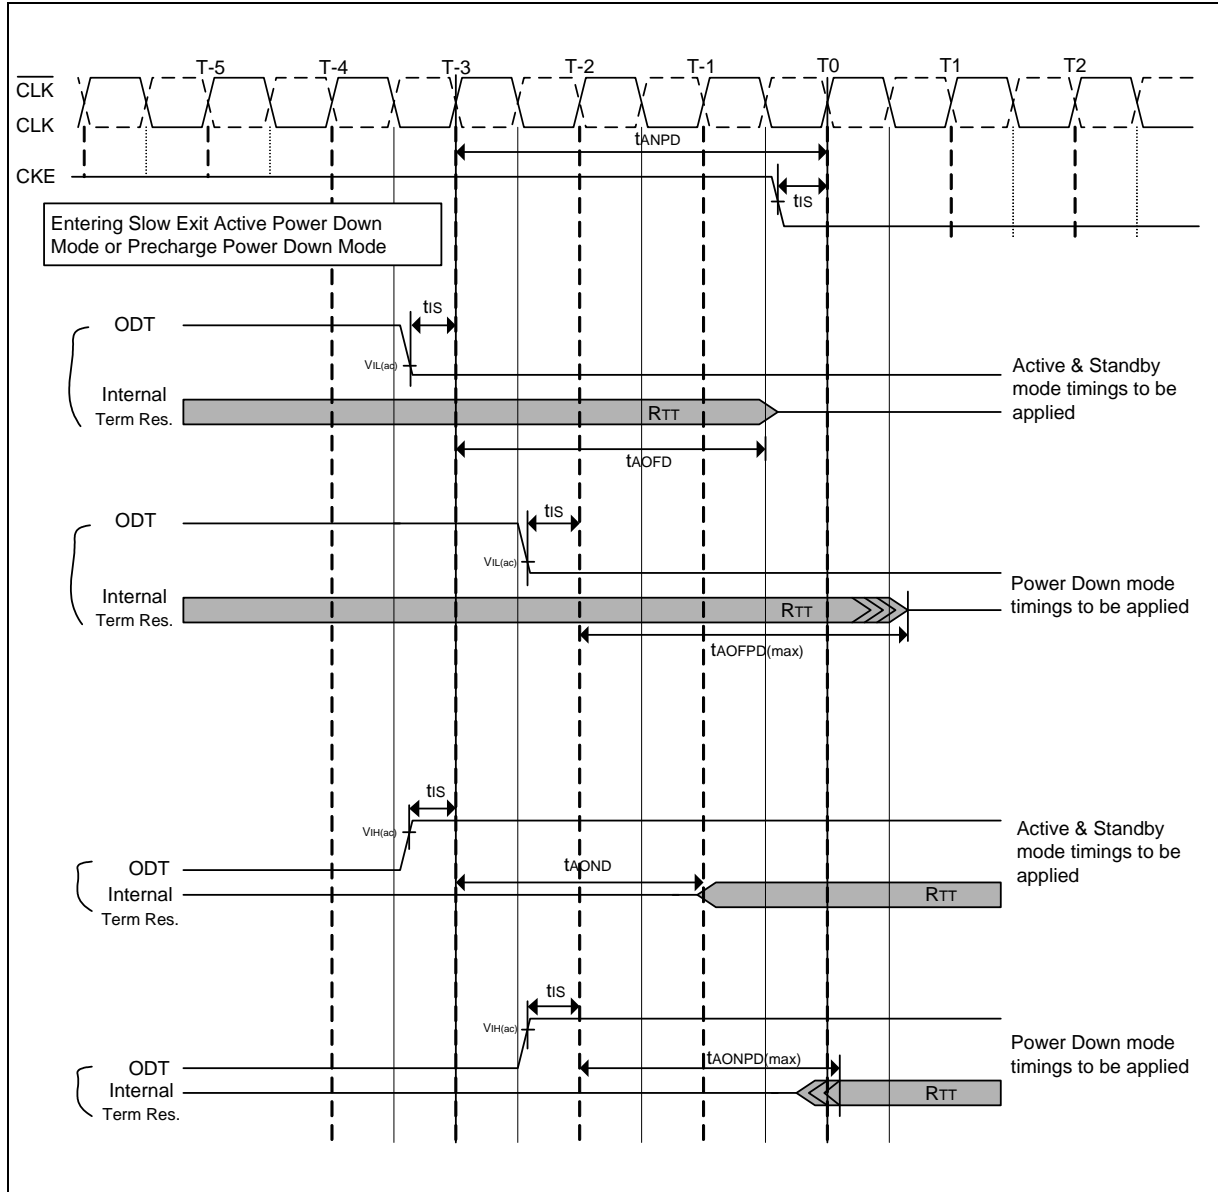 T-5 T-4 T-3 T-2 T-1 T0 T1 T2
CLK
CLK
tANPD
CKE
tIS
Entering Slow Exit Active Power Down
Mode or Precharge Power Down Mode
tIS
ODT
VIL(ac)
Active & Standby
mode timings to be
applied
Internal
Term Res.
RTT
tAOFD
ODT
tIS
VIL(ac)
Power Down mode
timings to be applied
Internal
Term Res.
RTT
tAOFPD(max)
tIS
VIH(ac)
Active & Standby
mode timings to be
applied
ODT
tAOND
Internal
Term Res.
RTT
tIS
VIH(ac)
Power Down mode
timings to be applied
ODT
tAONPD(max)
Internal
Term Res.
RTT